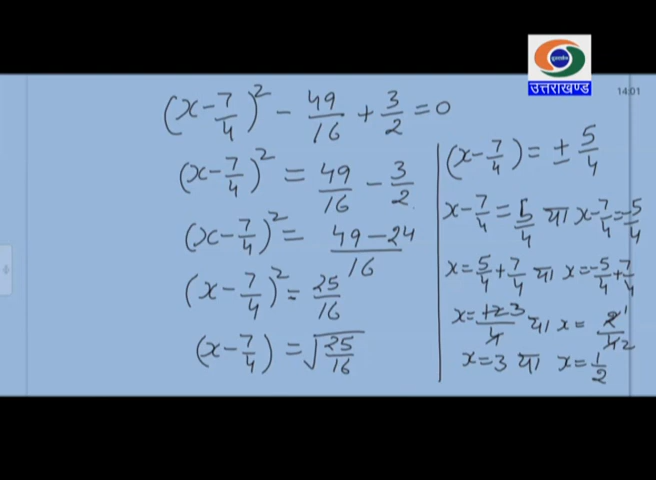 उत्तराखण्ड
14:01
(x - 7/4)² - 49/16 + 3/2 = 0
(x - 7/4)² = 49/16 - 3/2
(x - 7/4)² = 49 - 24/16
(x - 7/4)² = 25/16
(x - 7/4) = √25/16
(x - 7/4) = ± 5/4
x - 7/4 = 5/4 या x - 7/4 = -5/4
x = 5/4 + 7/4 या x = -5/4 + 7/4
x = 12 3/4 या x = 2 1/4 2
x = 3 या x = 1/2